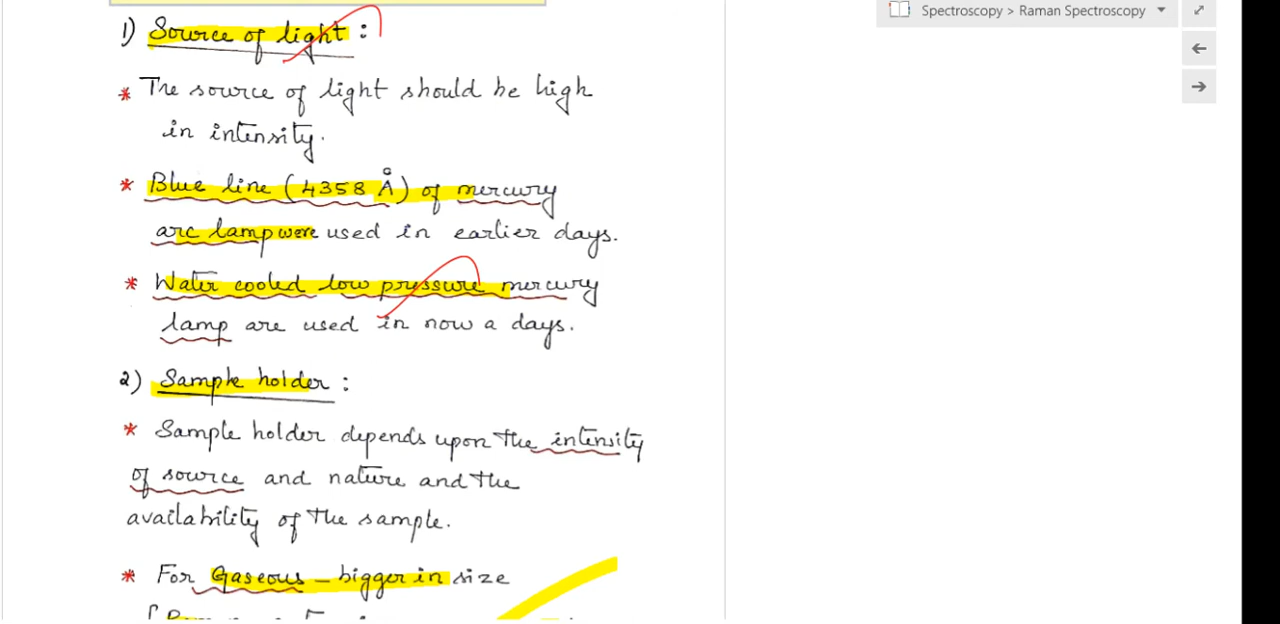 Spectroscopy > Raman Spectroscopy
1) Source of light :
* The source of light should be high
in intensity.
* Blue line (4358 Å) of mercury
arc lamp were used in earlier days.
* Water cooled low pressure mercury
lamp are used in now a days.
2) Sample holder :
* Sample holder depends upon the intensity
of source and nature and the
availability of the sample.
* For Gaseous - bigger in size